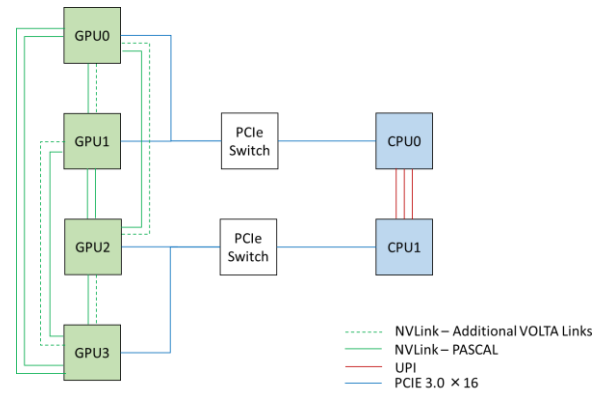 GPU0
GPU1
PCIe
Switch
CPU0
GPU2
PCIe
Switch
CPU1
GPU3
NVLink – Additional VOLTA Links
NVLink – PASCAL
UPI
PCIE 3.0 × 16